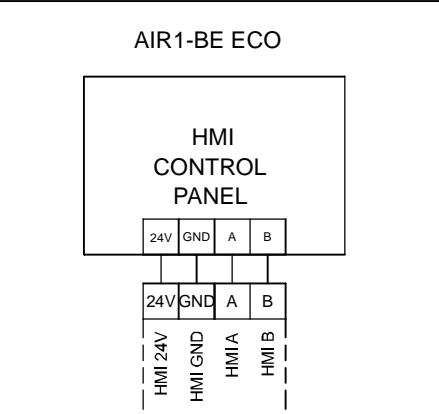 AIR1-BE ECO
HMI
CONTROL
PANEL
24V GND A B
24V GND A B
HMI 24V
HMI GND
HMI A
HMI B